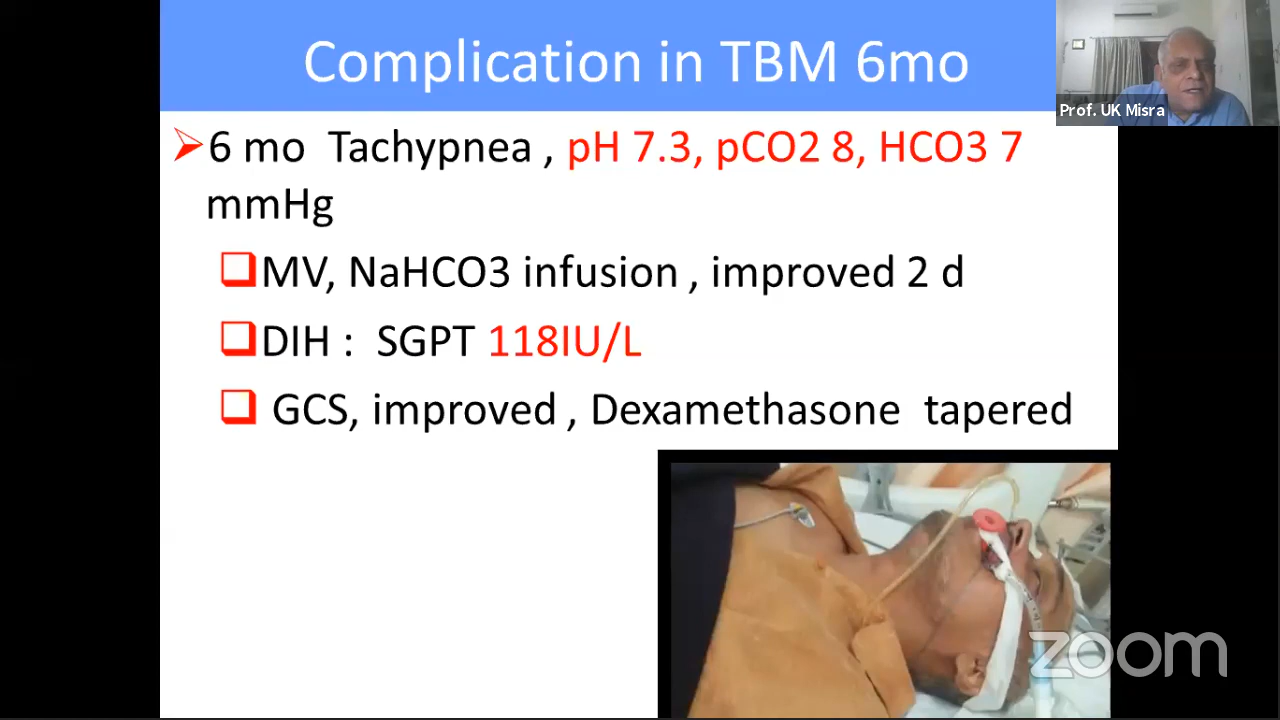 Complication in TBM 6mo
Prof. UK Misra
6 mo Tachypnea , pH 7.3, pCO2 8, HCO3 7
mmHg
MV, NaHCO3 infusion , improved 2 d
DIH : SGPT 118IU/L
GCS, improved , Dexamethasone tapered
zoom